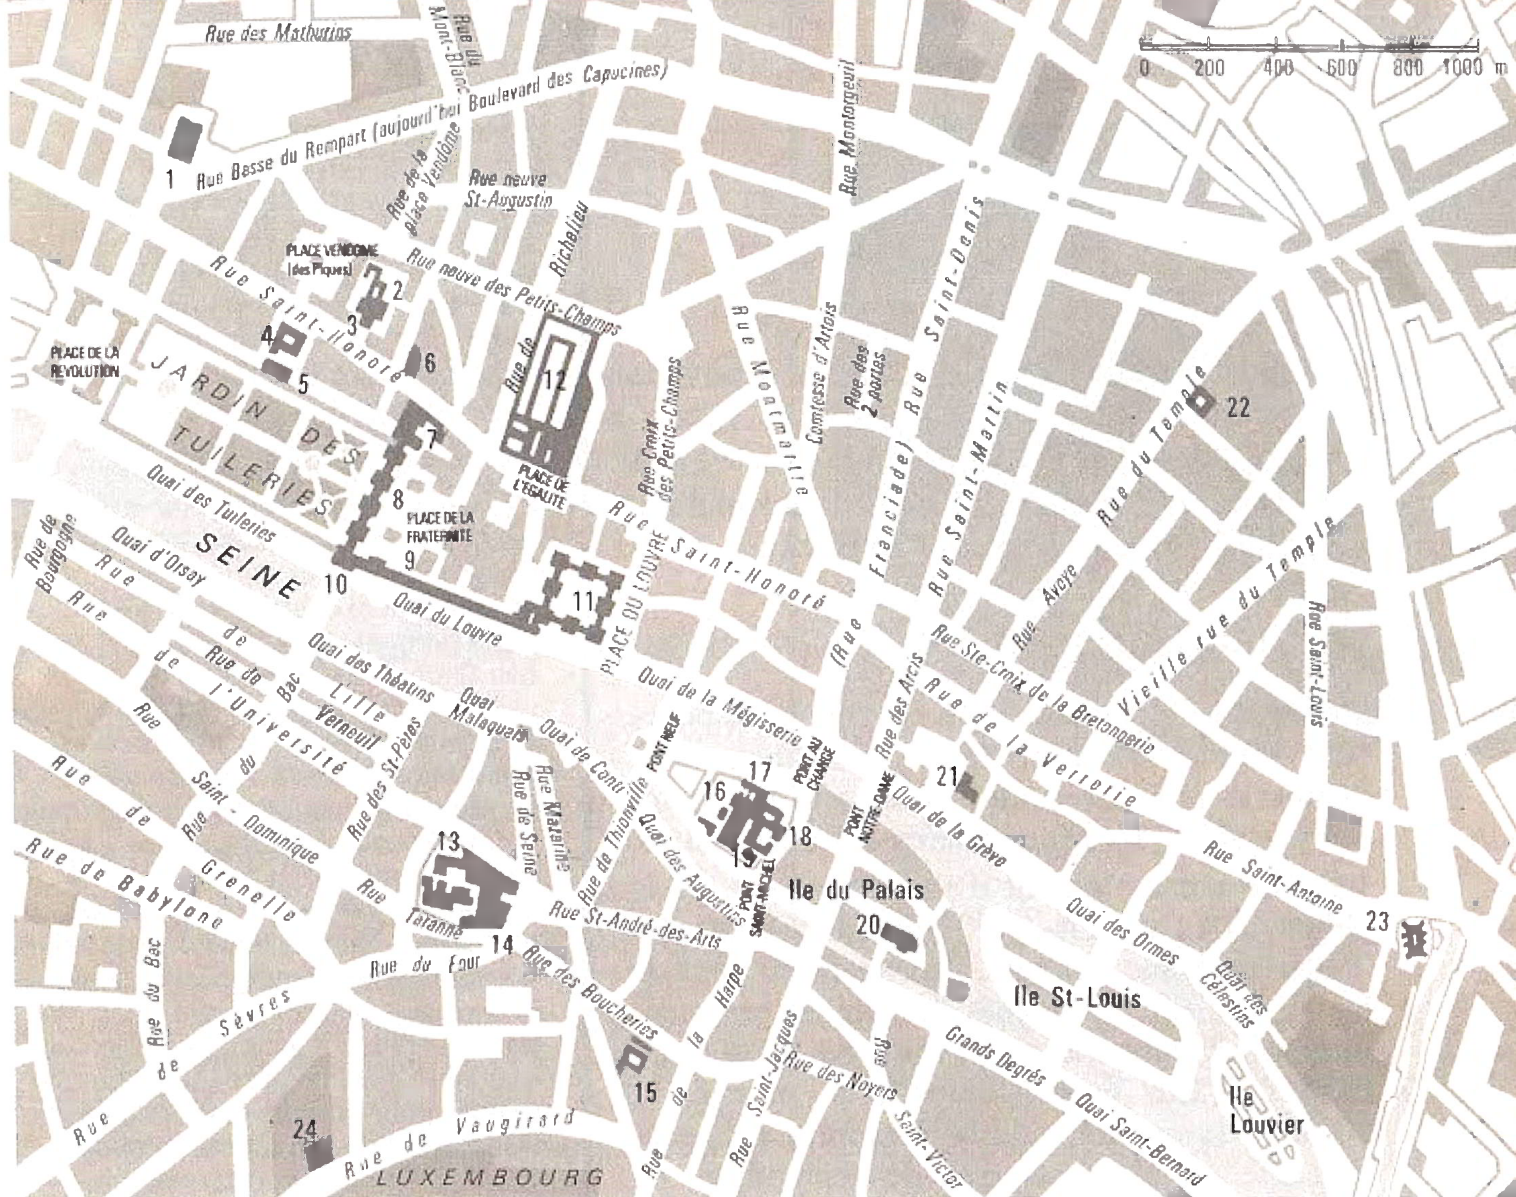 Rue des Mathurins
Rue du
Mont-Blanc
0 200 400 600 800 1000 m
Rue Basse du Rempart (aujourd'hui Boulevard des Capucines)
1
Rue de la
place Vendôme
Rue neuve
St-Augustin
Rue Montorgeuil
PLACE VENDOME
(des Piques)
Rue neuve des Petits-Champs
Rue de Richelieu
Rue Saint-Honoré
2
3
4
5
6
7
8
9
10
11
12
PLACE DE LA
REVOLUTION
JARDIN DES
TUILERIES
PLACE DE LA
FRATERNITE
PLACE DE
L'EGALITE
Rue Croix
des Petits-Champs
Rue Montmartre
Comtesse d'Artois
Rue des
2 portes
Rue Saint-Denis
(Rue Franciade)
Rue Saint-Martin
Rue du Temple
22
Rue Avoye
Vieille rue du Temple
Rue Saint-Louis
Quai des Tuileries
SEINE
Rue de
Bourgogne
Quai d'Orsay
Quai du Louvre
PLACE DU LOUVRE
Rue Saint-Honoré
Rue de Lille
Rue de l'Université
Rue de Verneuil
Rue du Bac
Quai des Théatins
Quai
Malaquais
Quai de Conti
Quai de la Mégisserie
Rue des Arcis
Rue Ste-Croix de la Bretonnerie
Rue de la Verrerie
PONT NEUF
PONT AU
CHANGE
PONT
NOTRE-DAME
Quai de la Grève
21
Rue Saint-Dominique
Rue des St-Pères
Rue de Seine
Rue Mazarine
Rue de Thionville
Quai des Augustins
16
17
18
19
PONT
SAINT-MICHEL
Ile du Palais
20
Rue de Grenelle
Rue de Babylone
Rue Taranne
13
14
Rue St-André-des-Arts
Rue Saint-Antoine
23
Quai des Ormes
Quai des
Célestins
Ile St-Louis
Rue du Four
Rue des Boucheries
Rue de la Harpe
Rue du Bac
Rue de Sèvres
15
Rue Saint-Jacques
Rue des Noyers
Rue Saint-Victor
Grands Degrés
Quai Saint-Bernard
Ile
Louvier
24
Rue de Vaugirard
LUXEMBOURG